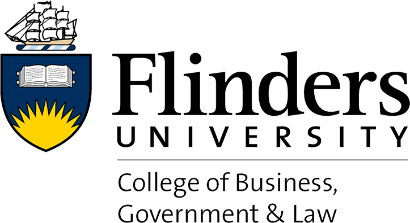 Flinders
UNIVERSITY
College of Business,
Government & Law